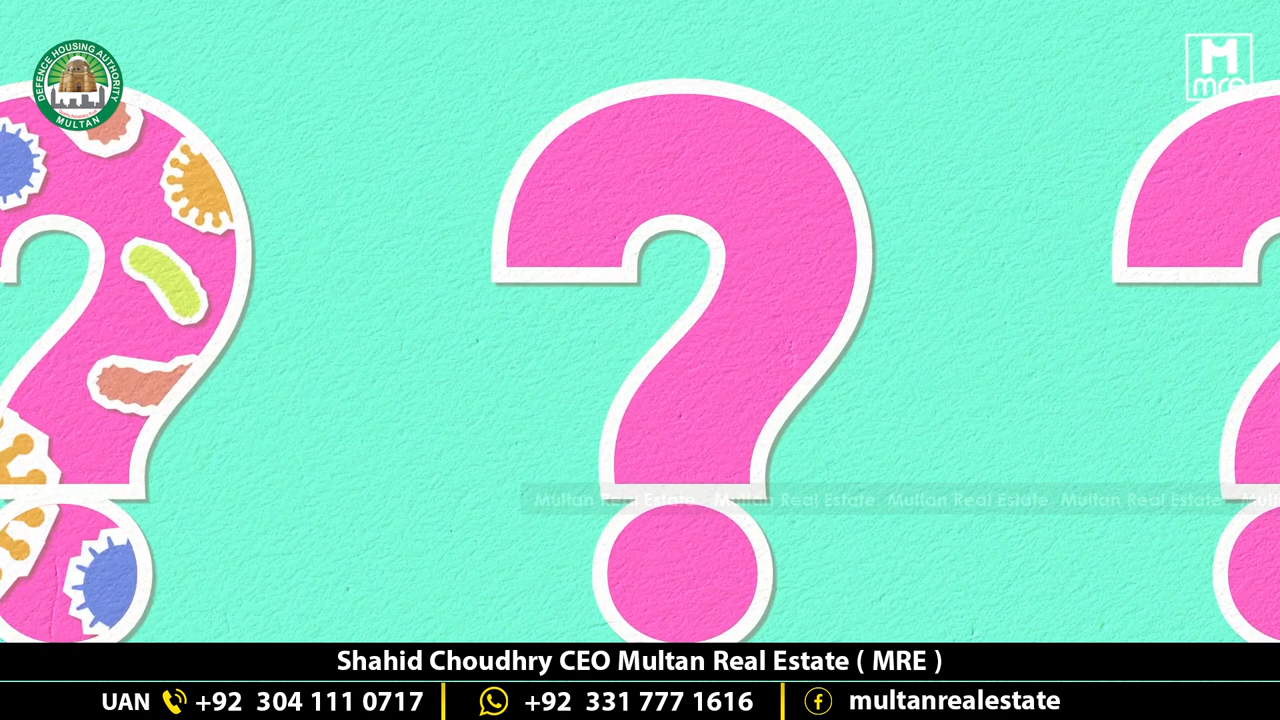 DEFENCE HOUSING AUTHORITY
MULTAN
M
mre
Multan Real Estate Multan Real Estate Multan Real Estate Multan Real Estate
Shahid Choudhry CEO Multan Real Estate ( MRE )
UAN +92 304 111 0717 +92 331 777 1616 multanrealestate